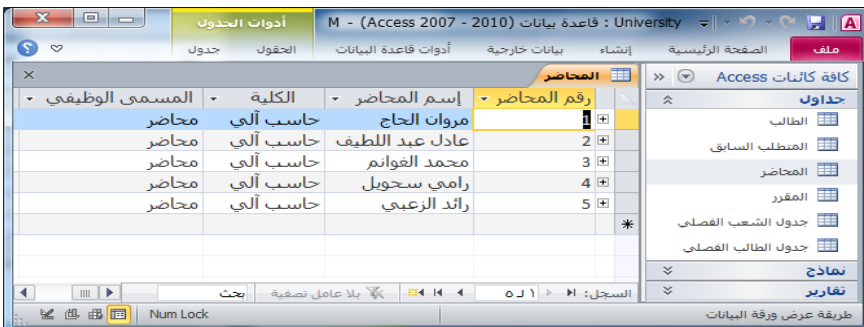 University : قاعدة بيانات (Access 2007 - 2010) - M
أدوات الجدول
ملف الصفحة الرئيسية إنشاء بيانات خارجية أدوات قاعدة البيانات الحقول جدول
كافة كائنات Access
جداول
الطالب
المتطلب السابق
المحاضر
المقرر
جدول الشعب الفصلي
جدول الطالب الفصلي
نماذج
تقارير
المحاضر
رقم المحاضر إسم المحاضر الكلية المسمى الوظيفي
1 مروان الحاج حاسب آلي محاضر
2 عادل عبد اللطيف حاسب آلي محاضر
3 محمد الغوانم حاسب آلي محاضر
4 رامي سحويل حاسب آلي محاضر
5 رائد الزعبي حاسب آلي محاضر
السجل: ١ لـ ٥ بلا عامل تصفية بحث
طريقة عرض ورقة البيانات Num Lock